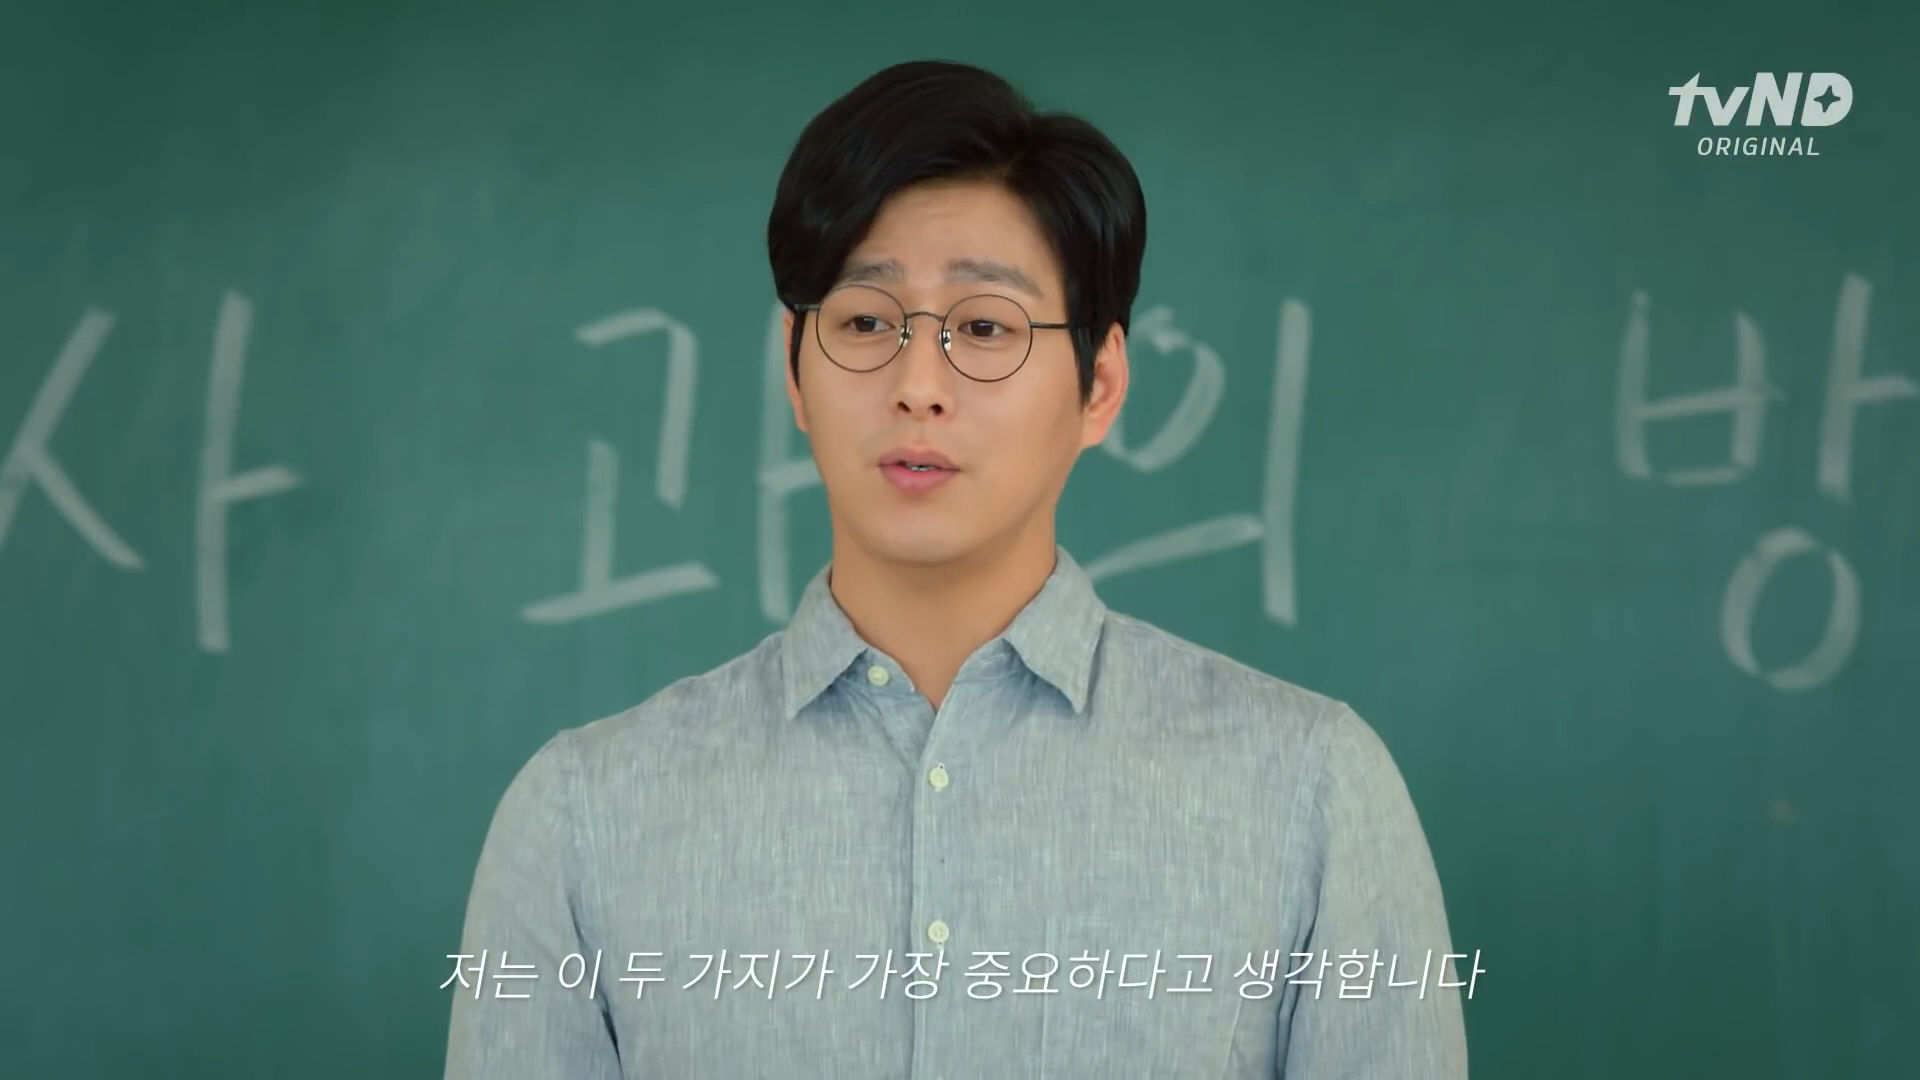 tvND
ORIGINAL
사과의 방
저는 이 두 가지가 가장 중요하다고 생각합니다